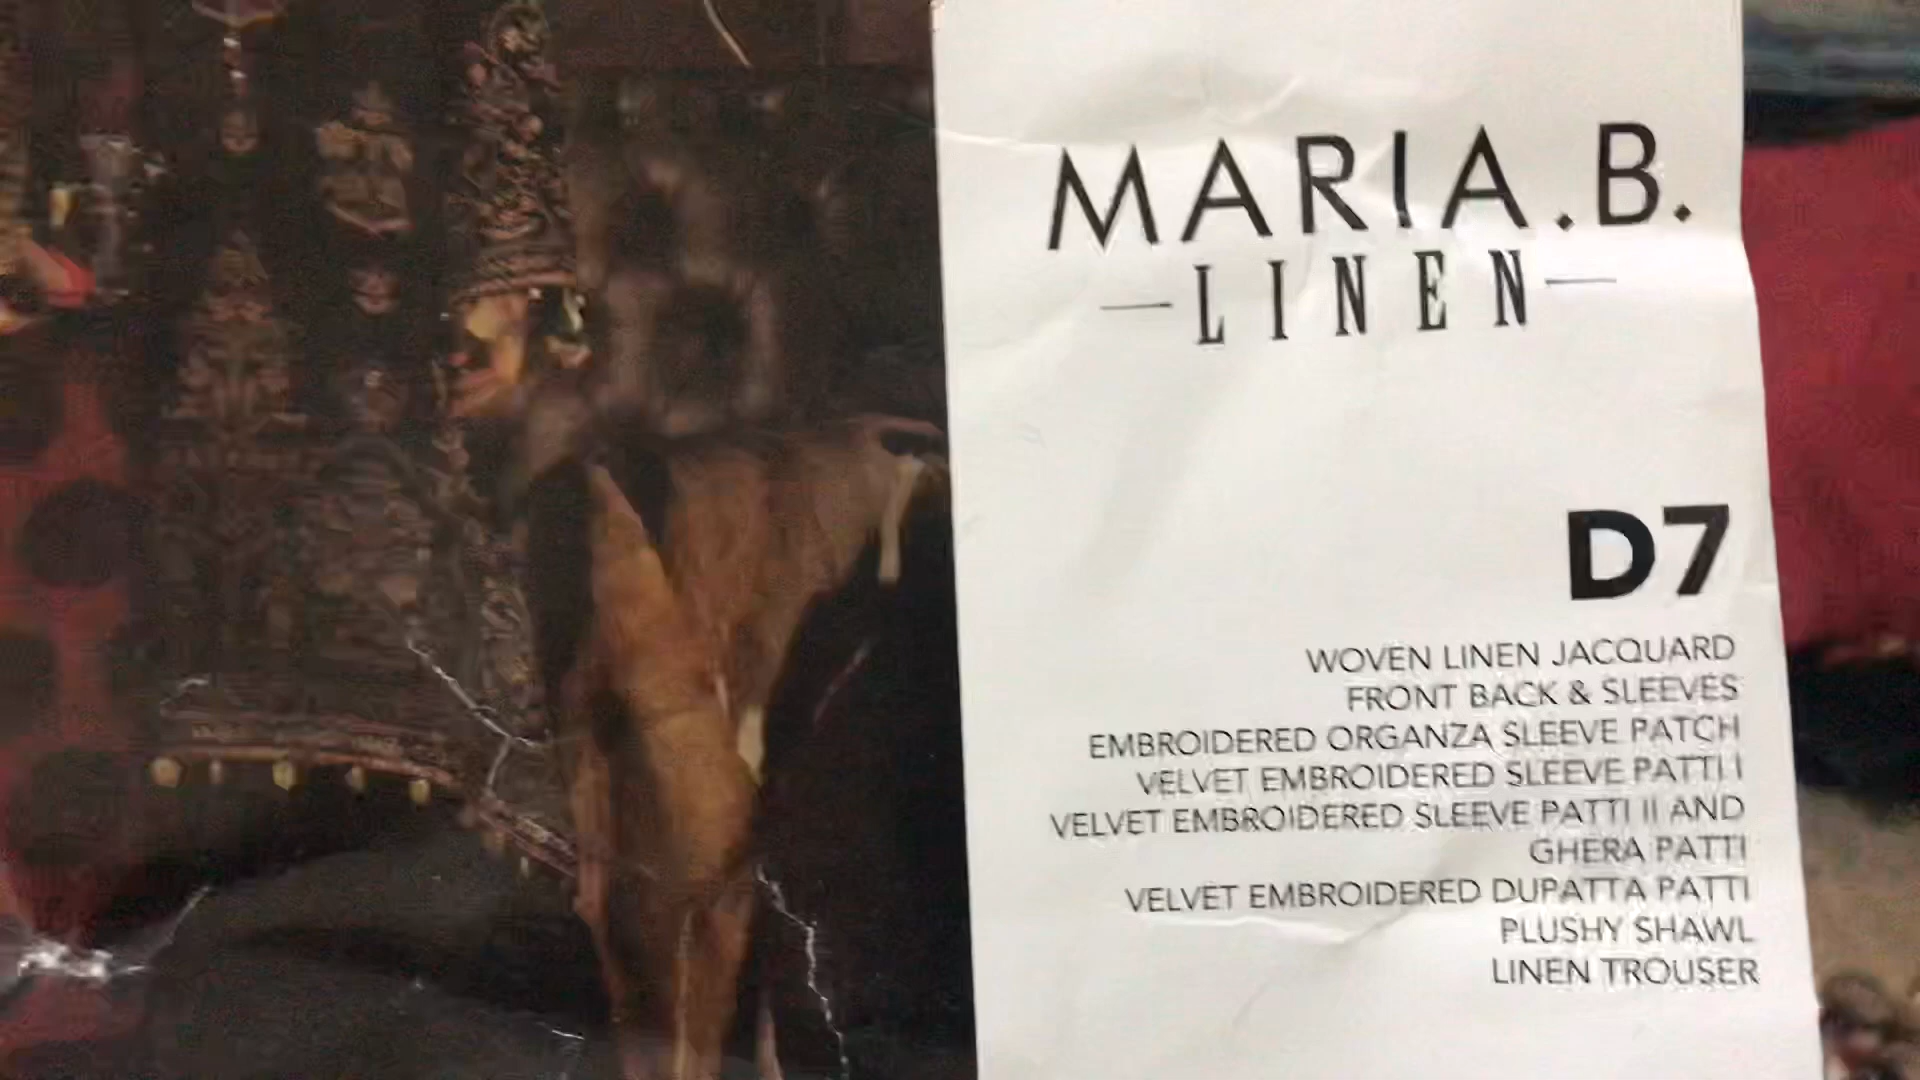 MARIA.B.
—LINEN—
D7
WOVEN LINEN JACQUARD
FRONT BACK & SLEEVES
EMBROIDERED ORGANZA SLEEVE PATCH
VELVET EMBROIDERED SLEEVE PATTI I
VELVET EMBROIDERED SLEEVE PATTI II AND
GHERA PATTI
VELVET EMBROIDERED DUPATTA PATTI
PLUSHY SHAWL
LINEN TROUSER